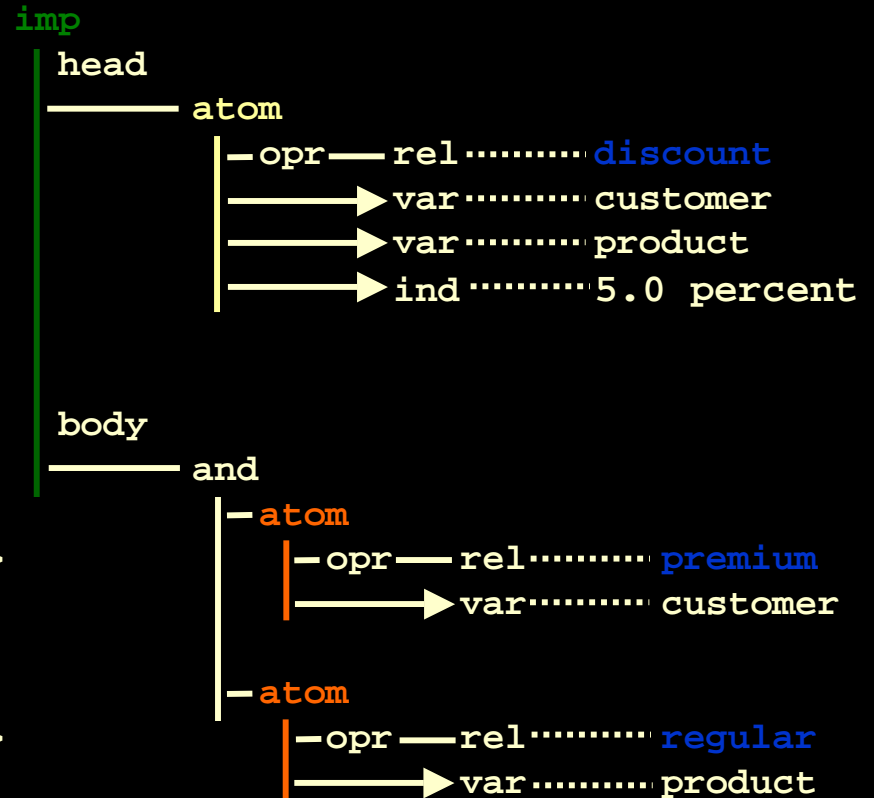 imp
head
atom
opr rel discount
var customer
var product
ind 5.0 percent
body
and
atom
opr rel premium
var customer
atom
opr rel regular
var product